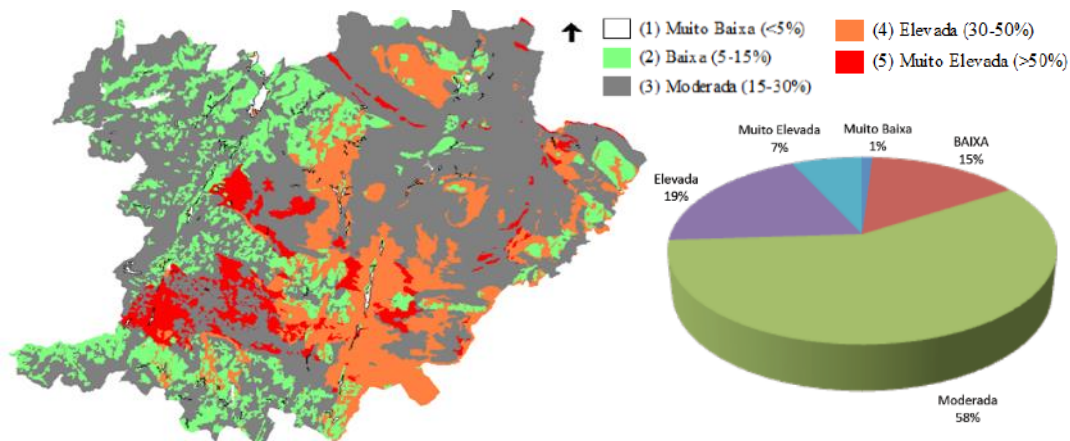 (1) Muito Baixa (<5%)
(2) Baixa (5-15%)
(3) Moderada (15-30%)
(4) Elevada (30-50%)
(5) Muito Elevada (>50%)
Muito Elevada
7%
Muito Baixa
1%
BAIXA
15%
Elevada
19%
Moderada
58%